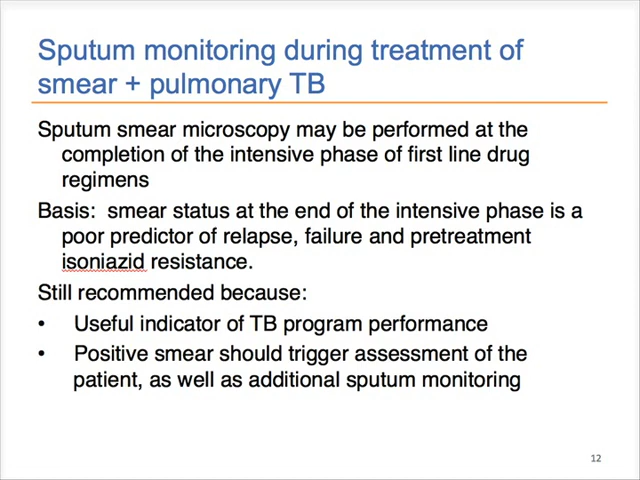 Sputum monitoring during treatment of
smear + pulmonary TB
Sputum smear microscopy may be performed at the
completion of the intensive phase of first line drug
regimens
Basis: smear status at the end of the intensive phase is a
poor predictor of relapse, failure and pretreatment
isoniazid resistance.
Still recommended because:
• Useful indicator of TB program performance
• Positive smear should trigger assessment of the
patient, as well as additional sputum monitoring
12